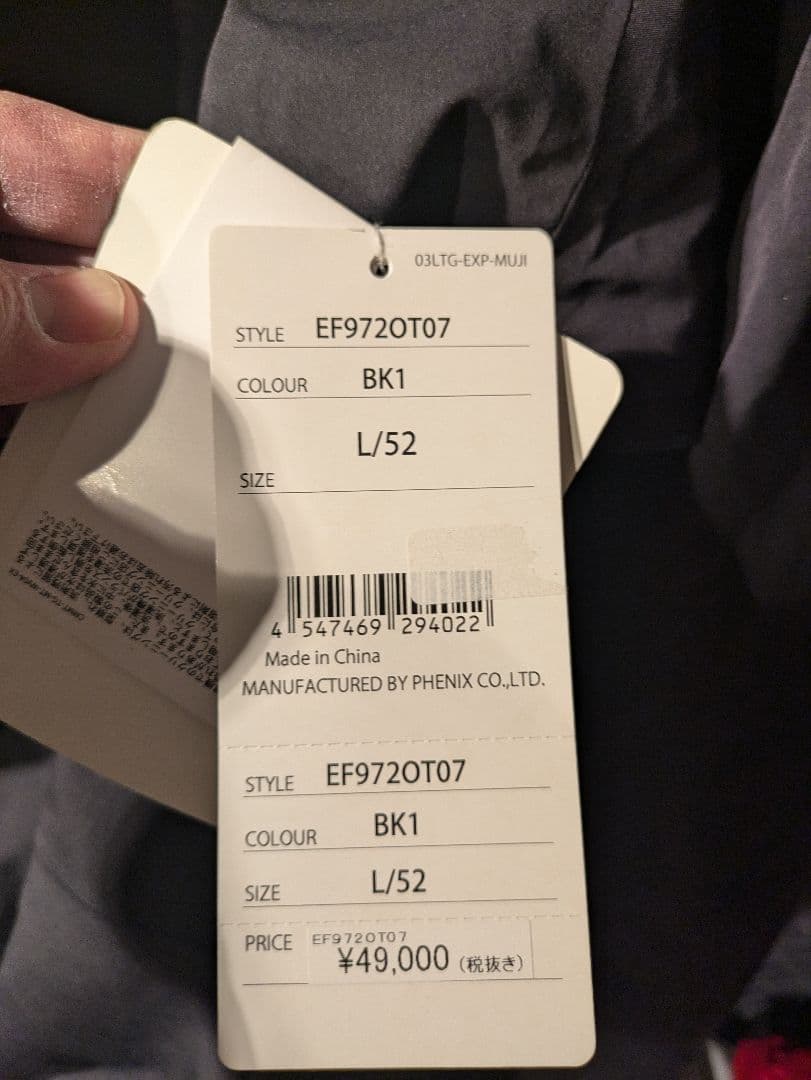 03LTG-EXP-MUJI
STYLE EF972OT07
COLOUR BK1
L/52
SIZE
4 547469 294022
Made in China
MANUFACTURED BY PHENIX CO.,LTD.
STYLE EF972OT07
COLOUR BK1
SIZE L/52
PRICE EF972OT07
¥49,000 (税抜き)